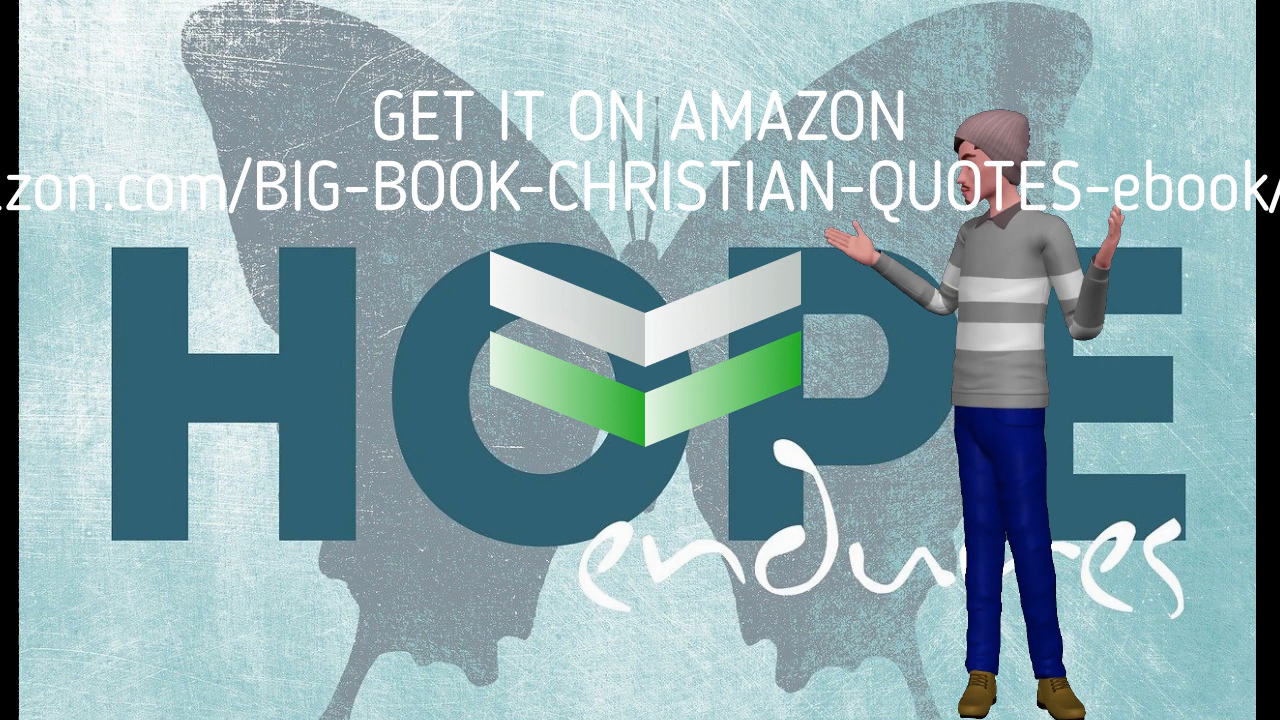 GET IT ON AMAZON
.zon.com/BIG-BOOK-CHRISTIAN-QUOTES-ebook/
HOPE
endures